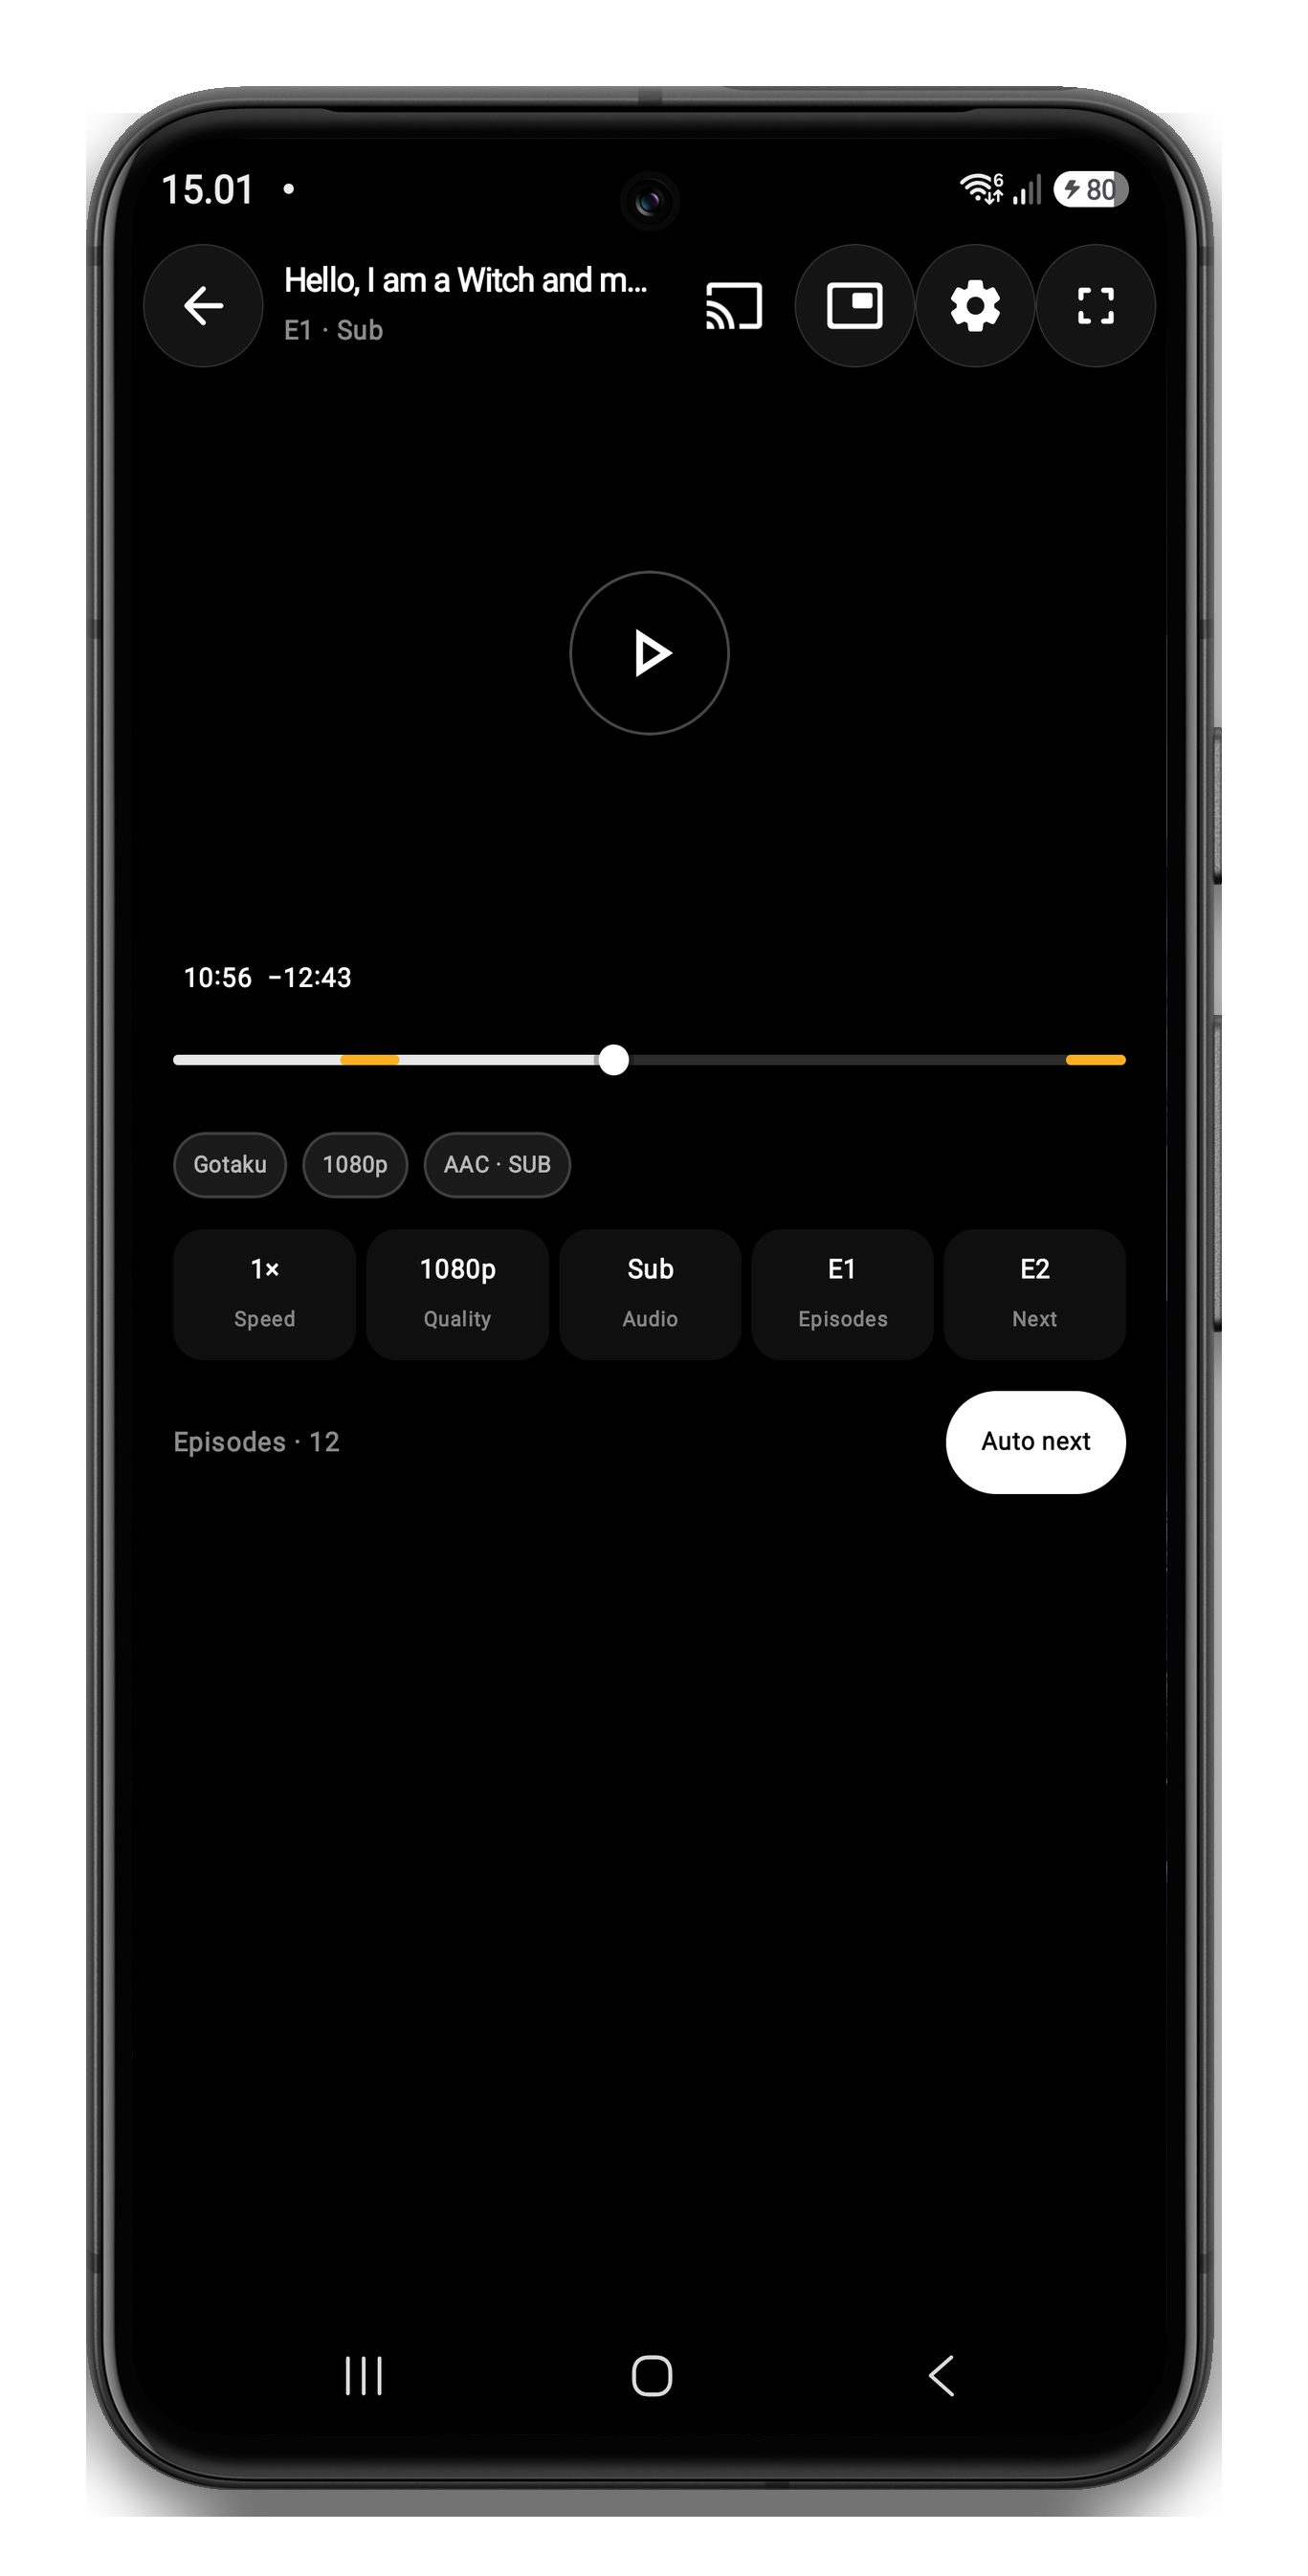 15.01
6
80
Hello, I am a Witch and m...
E1 · Sub
10:56 −12:43
Gotaku
1080p
AAC · SUB
1×
1080p
Sub
E1
E2
Speed
Quality
Audio
Episodes
Next
Episodes · 12
Auto next